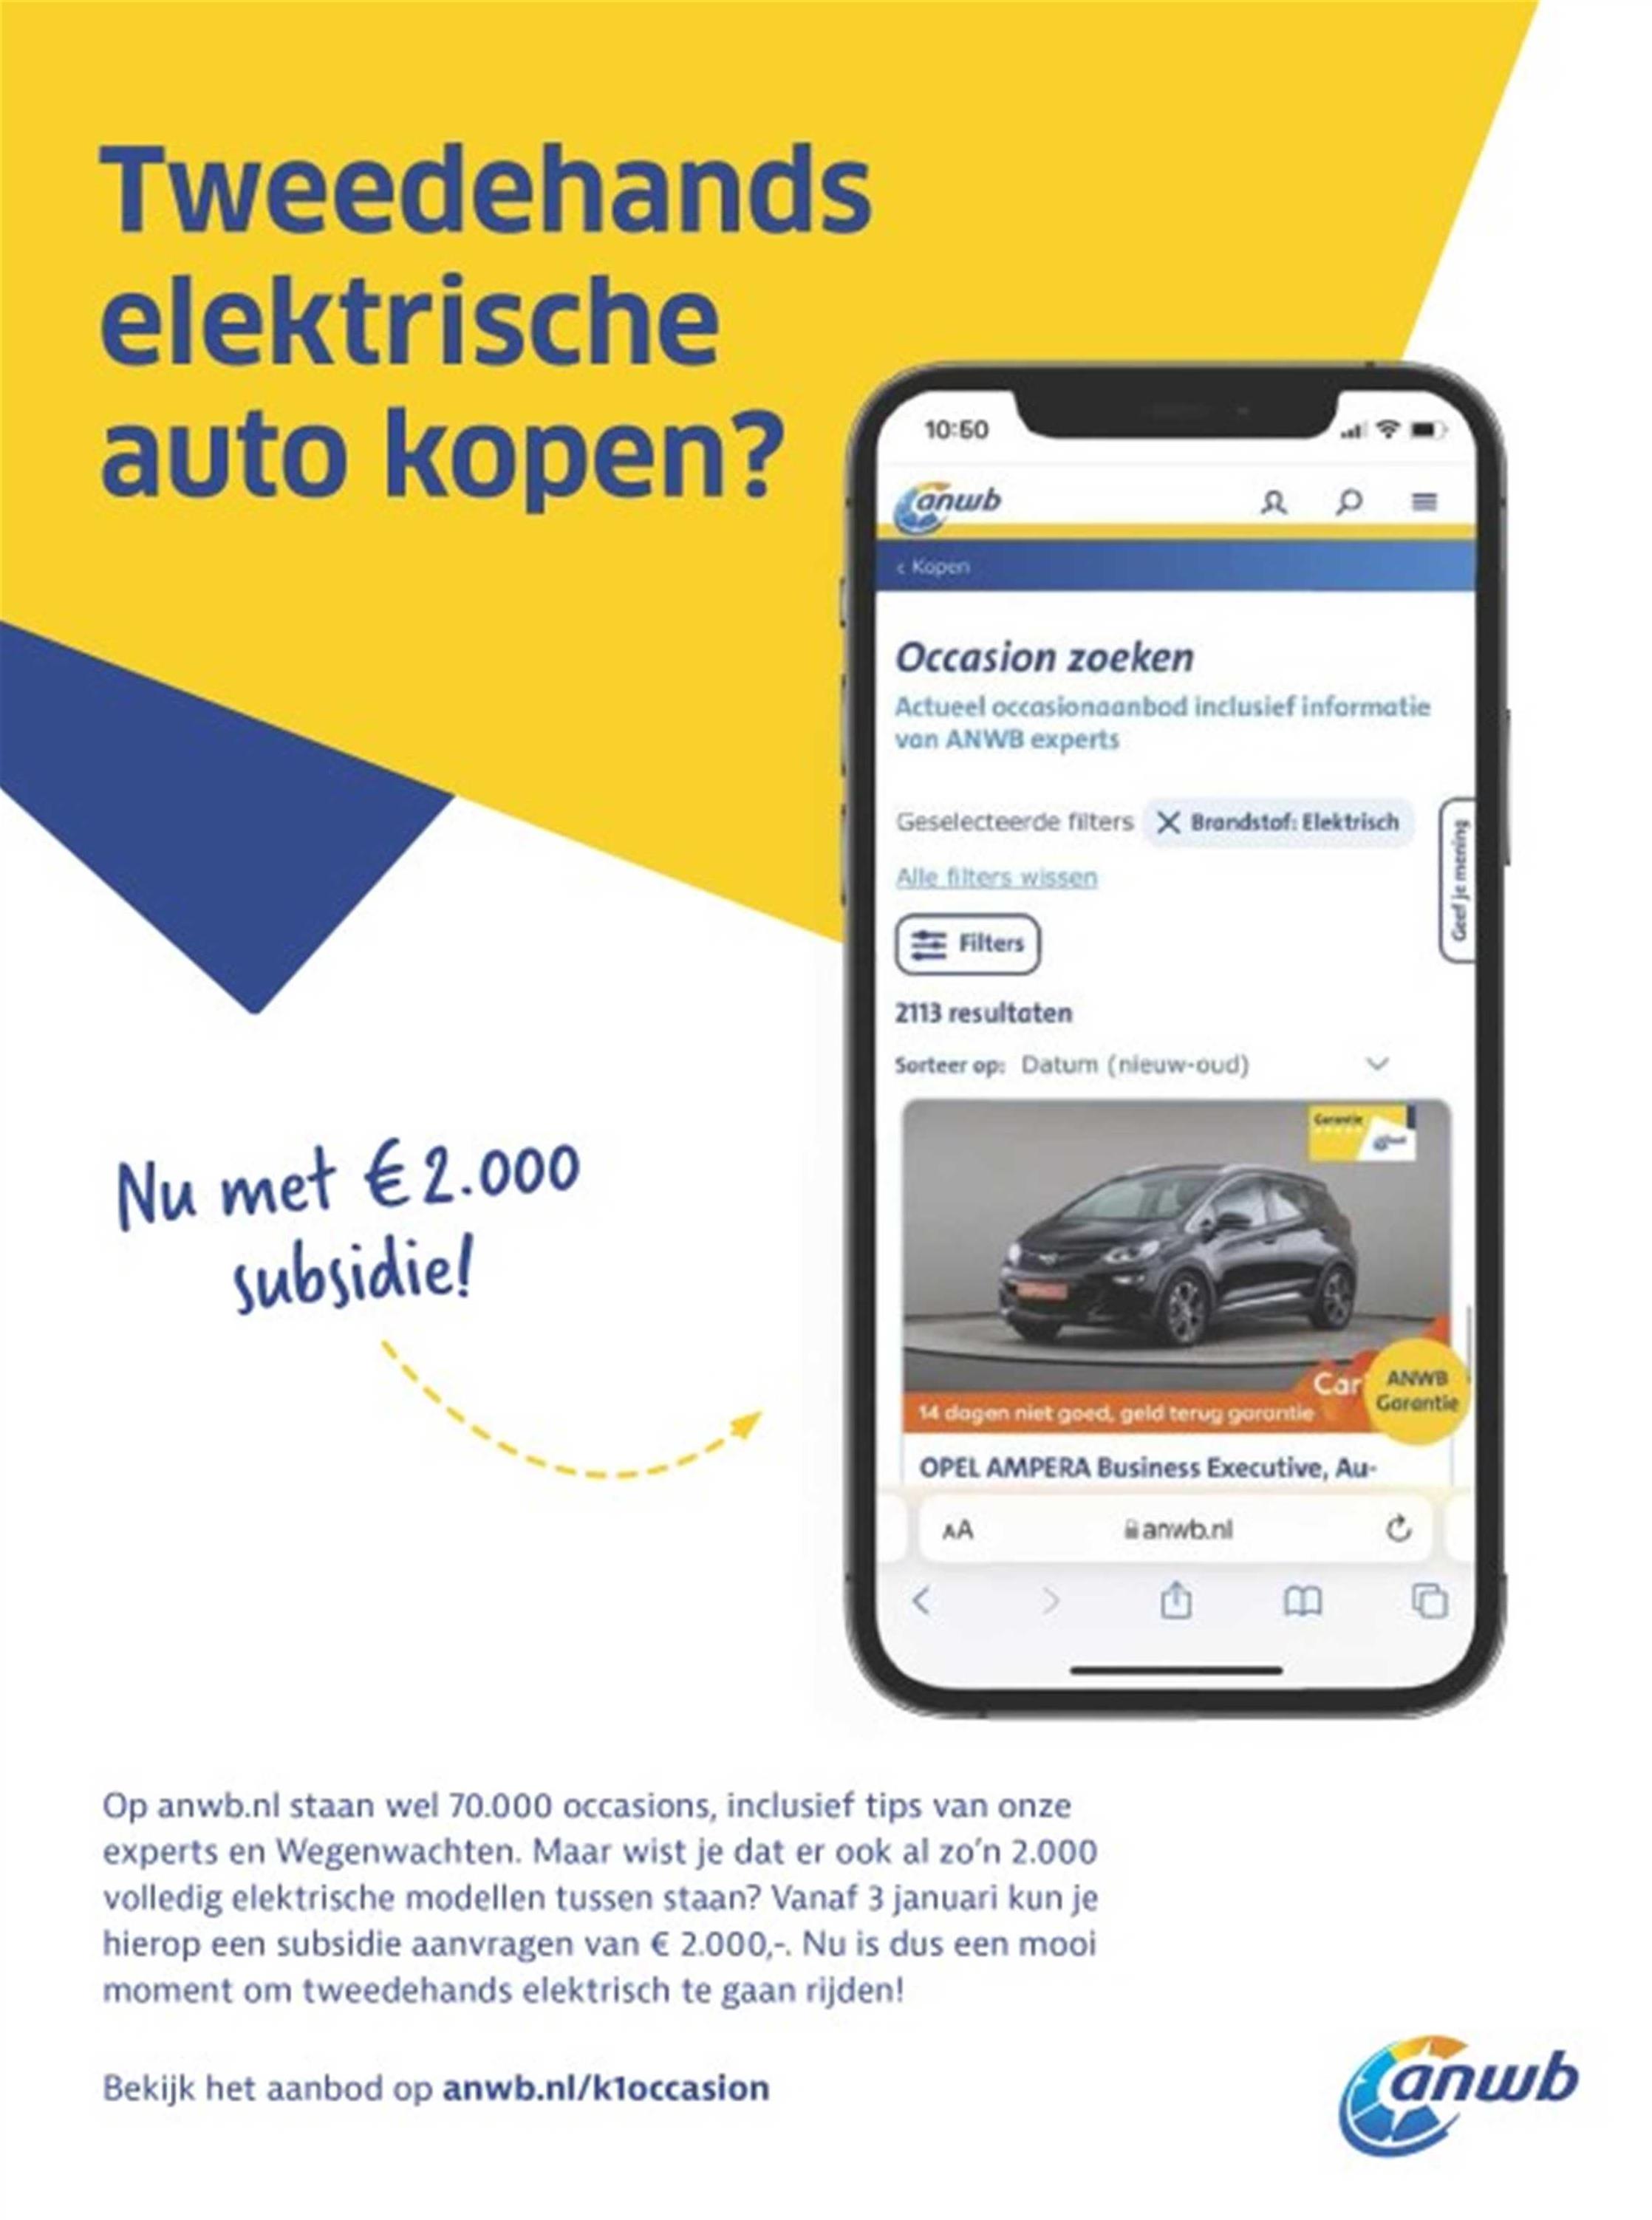 Tweedehands
elektrische
auto kopen?
10:50
anwb
< Kopen
Occasion zoeken
Actueel occasionaanbod inclusief informatie
van ANWB experts
Geselecteerde filters X Brandstof: Elektrisch
Alle filters wissen
Filters
Geef je mening
2113 resultaten
Sorteer op: Datum (nieuw-oud)
Garantie
anwb
Car
ANWB
Garantie
14 dagen niet goed, geld terug garantie
OPEL AMPERA Business Executive, Au-
AA anwb.nl
Nu met € 2.000
subsidie!
Op anwb.nl staan wel 70.000 occasions, inclusief tips van onze
experts en Wegenwachten. Maar wist je dat er ook al zo'n 2.000
volledig elektrische modellen tussen staan? Vanaf 3 januari kun je
hierop een subsidie aanvragen van € 2.000,-. Nu is dus een mooi
moment om tweedehands elektrisch te gaan rijden!
Bekijk het aanbod op anwb.nl/k1occasion
anwb